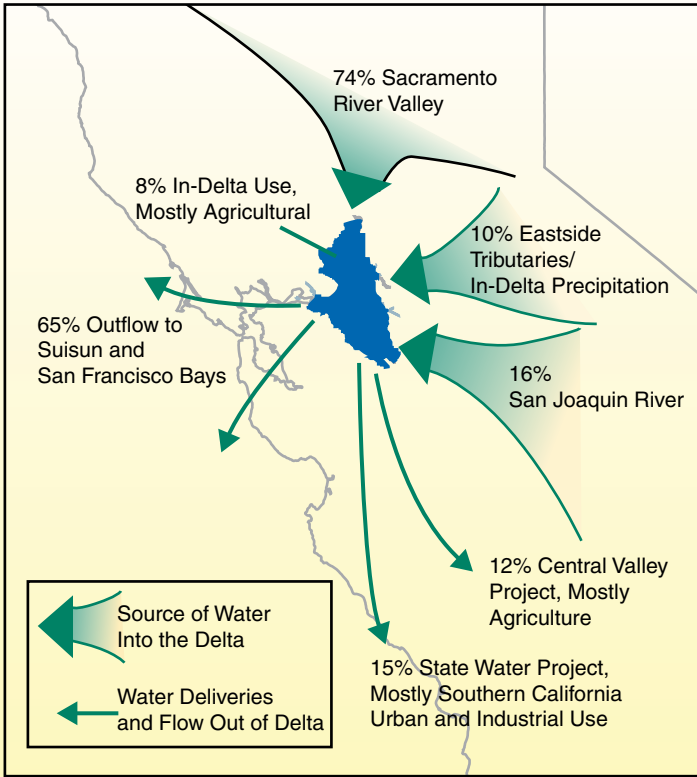 74% Sacramento
River Valley
8% In-Delta Use,
Mostly Agricultural
10% Eastside
Tributaries/
In-Delta Precipitation
65% Outflow to
Suisun and
San Francisco Bays
16%
San Joaquin River
12% Central Valley
Project, Mostly
Agriculture
15% State Water Project,
Mostly Southern California
Urban and Industrial Use
Source of Water
Into the Delta
Water Deliveries
and Flow Out of Delta